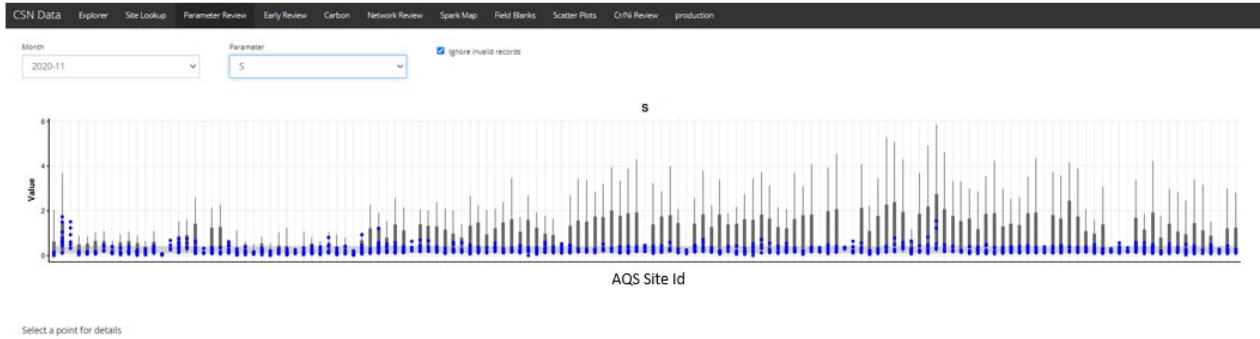 CSN Data Explorer Site Lookup Parameter Review Early Review Carbon Network Review Spark Map Field Blanks Scatter Plots Cr/Ni Review production
Month Parameter
Ignore invalid records
2020-11 S
S
6
4
Value
2
0
AQS Site Id
Select a point for details